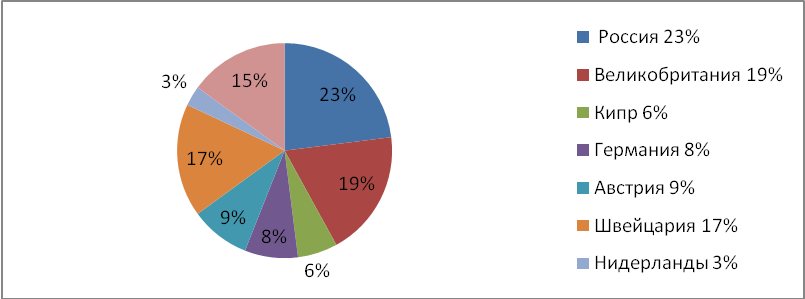 23%
19%
6%
8%
9%
17%
3%
15%
Россия 23%
Великобритания 19%
Кипр 6%
Германия 8%
Австрия 9%
Швейцария 17%
Нидерланды 3%